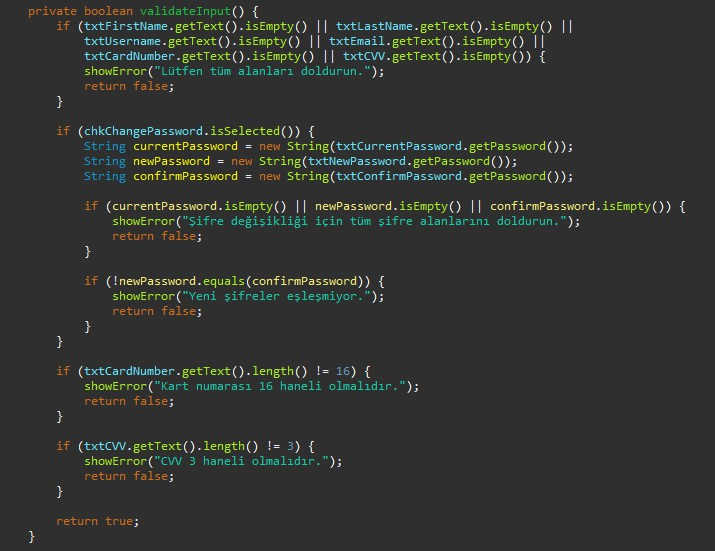 private boolean validateInput() {
if (txtFirstName.getText().isEmpty() || txtLastName.getText().isEmpty() ||
txtUsername.getText().isEmpty() || txtEmail.getText().isEmpty() ||
txtCardNumber.getText().isEmpty() || txtCVV.getText().isEmpty()) {
showError("Lütfen tüm alanları doldurun.");
return false;
}
if (chkChangePassword.isSelected()) {
String currentPassword = new String(txtCurrentPassword.getPassword());
String newPassword = new String(txtNewPassword.getPassword());
String confirmPassword = new String(txtConfirmPassword.getPassword());
if (currentPassword.isEmpty() || newPassword.isEmpty() || confirmPassword.isEmpty()) {
showError("Şifre değişikliği için tüm şifre alanlarını doldurun.");
return false;
}
if (!newPassword.equals(confirmPassword)) {
showError("Yeni şifreler eşleşmiyor.");
return false;
}
}
if (txtCardNumber.getText().length() != 16) {
showError("Kart numarası 16 haneli olmalıdır.");
return false;
}
if (txtCVV.getText().length() != 3) {
showError("CVV 3 haneli olmalıdır.");
return false;
}
return true;
}